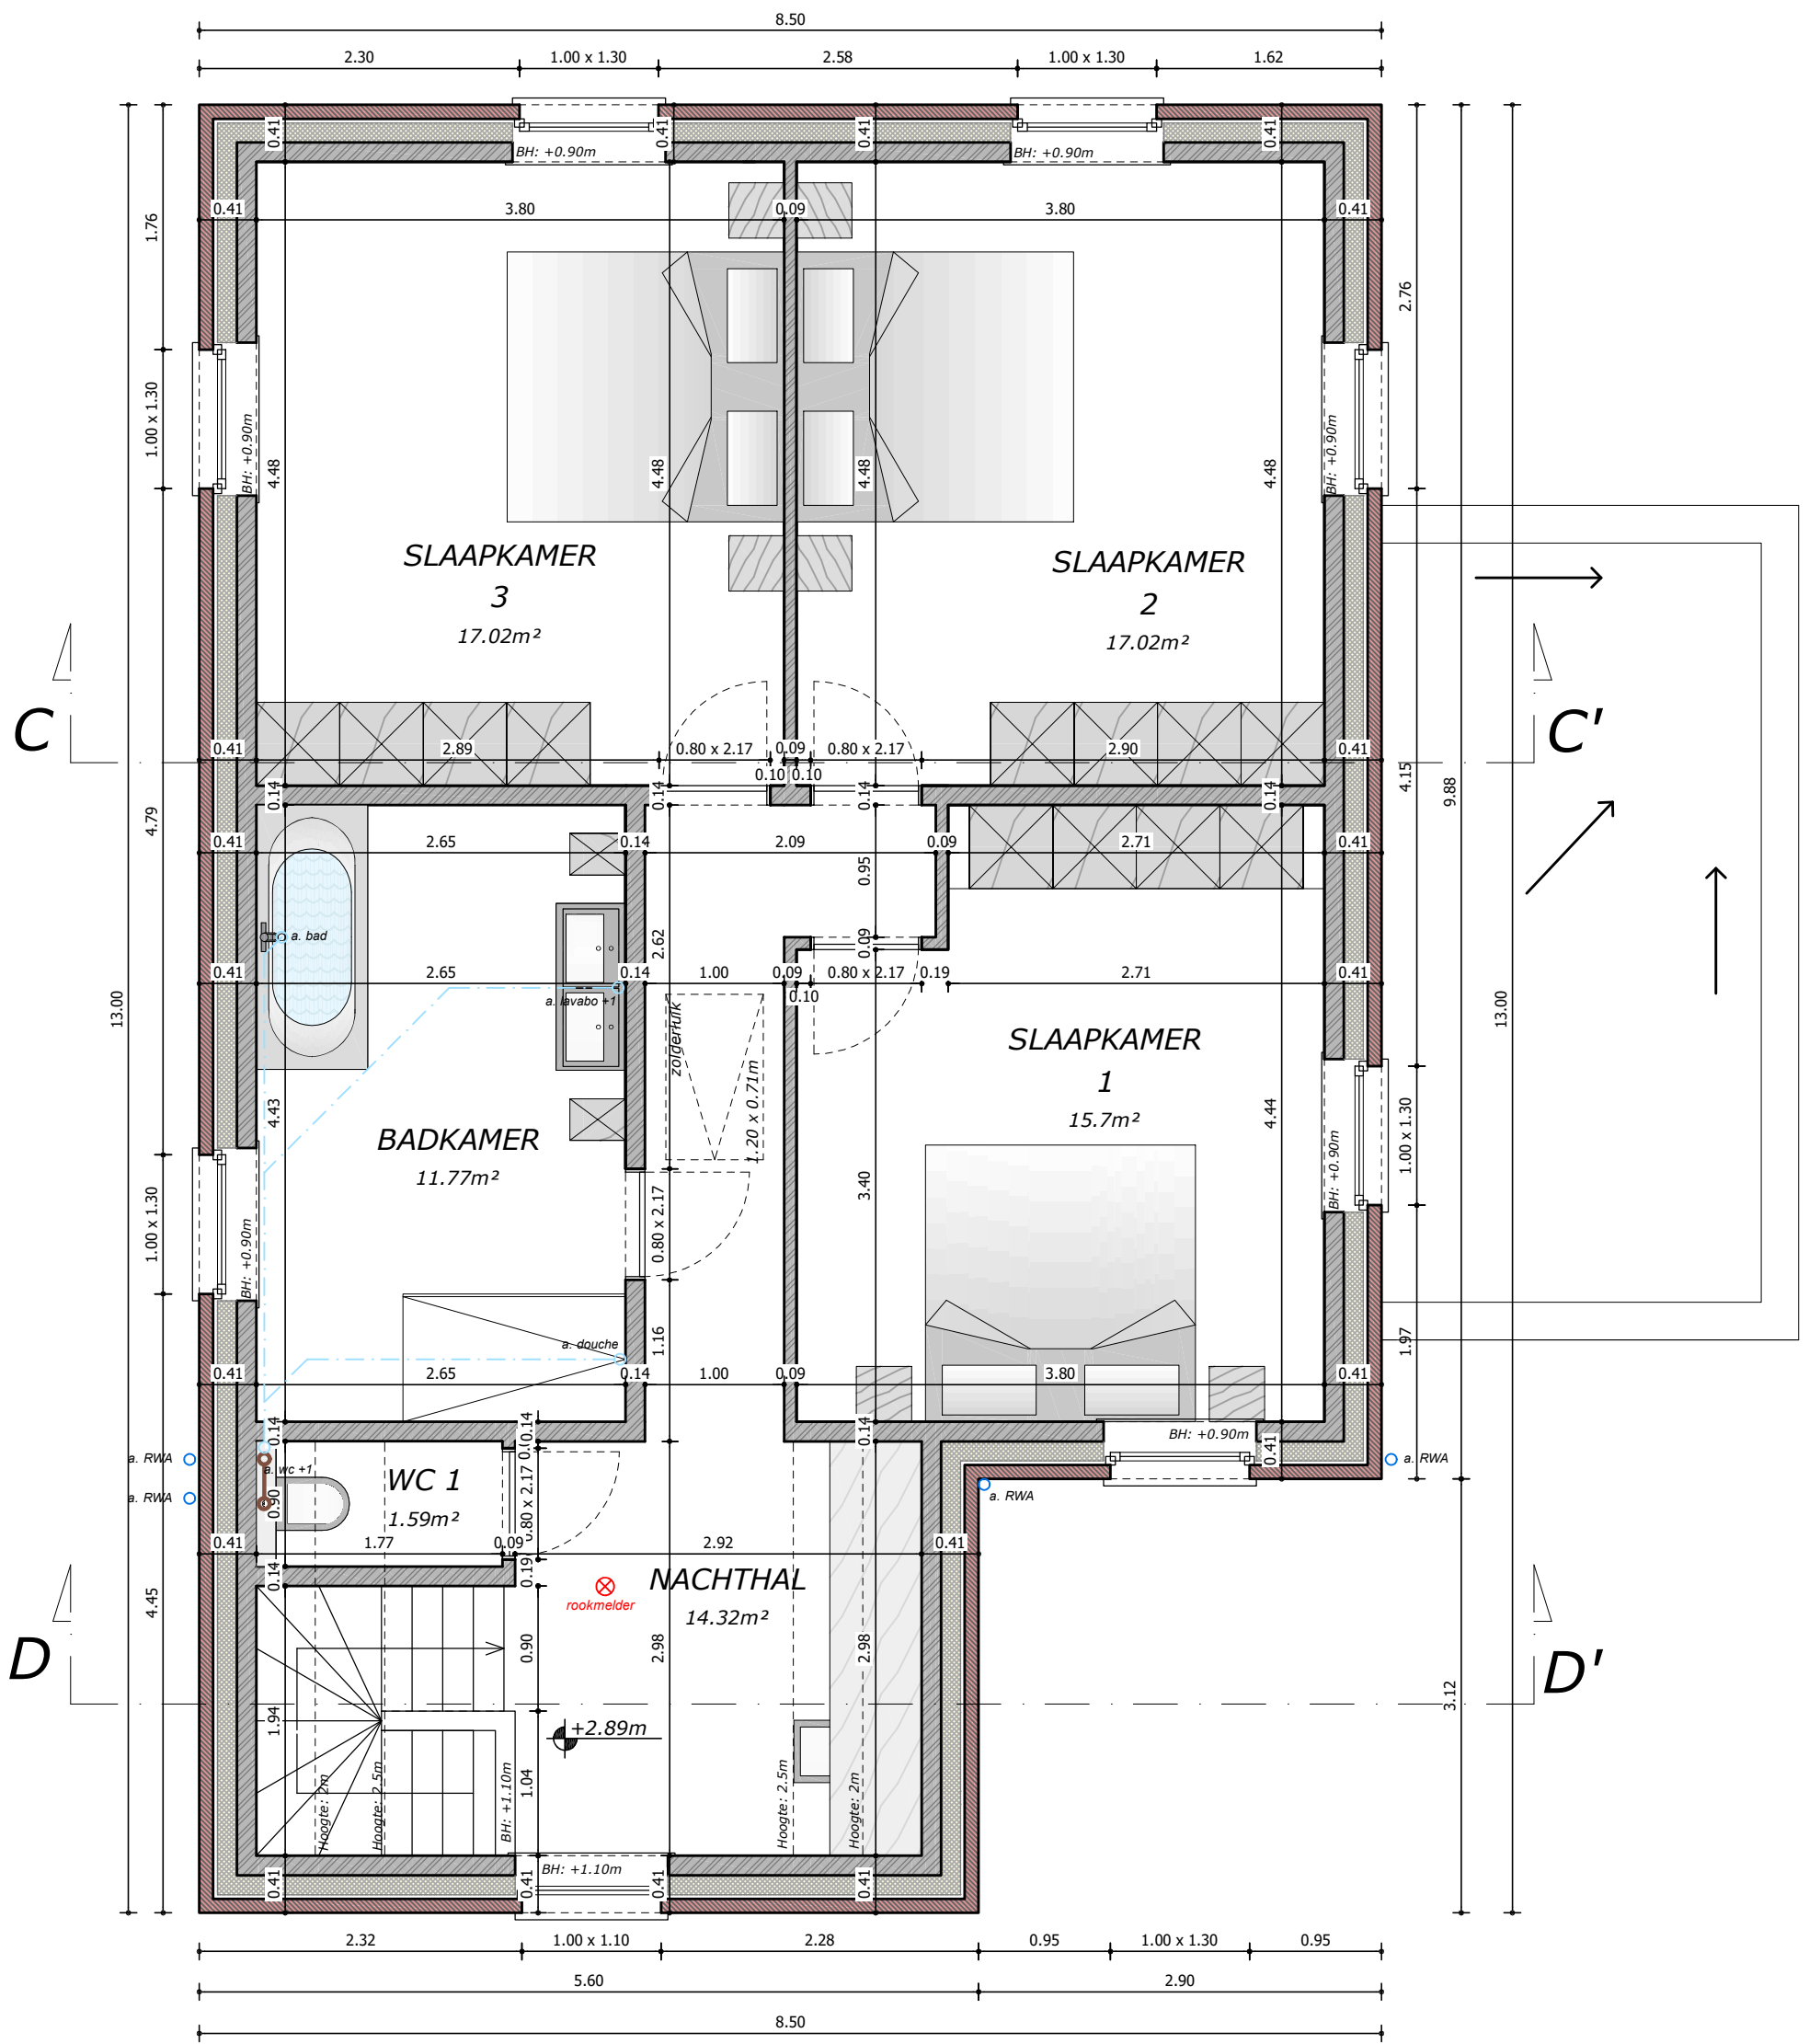 8.50
2.30 1.00 x 1.30 2.58 1.00 x 1.30 1.62
0.41 0.41 0.41 0.41
BH: +0.90m BH: +0.90m
0.41 3.80 0.09 3.80 0.41
1.76
2.76
1.00 x 1.30
BH: +0.90m
BH: +0.90m
4.48 4.48 4.48 4.48
SLAAPKAMER
3
17.02m²
SLAAPKAMER
2
17.02m²
C C'
0.41 2.89 0.80 x 2.17 0.09 0.80 x 2.17 2.90 0.41
0.10 0.10
0.14 0.14 0.14 0.14
4.79
4.15
9.88
0.41 2.65 0.14 2.09 0.09 2.71 0.41
0.95
a. bad
2.62
0.09
0.41 2.65 0.14 1.00 0.09 0.80 x 2.17 0.19 2.71 0.41
0.10
a. lavabo +1
13.00
13.00
zolderluik
1.20 x 0.71m
SLAAPKAMER
1
15.7m²
4.43
4.44
BADKAMER
11.77m²
3.40
1.00 x 1.30
BH: +0.90m
0.80 x 2.17
BH: +0.90m
1.00 x 1.30
a. douche
1.16
1.97
0.41 2.65 0.14 1.00 0.09 3.80 0.41
0.14 0.14 0.14 0.41
BH: +0.90m
a. RWA
a. wc +1
a. RWA
a. RWA
a. RWA
WC 1
1.59m²
0.90
0.80 x 2.17
0.41 1.77 0.09 2.92 0.41
0.14 0.19
rookmelder
NACHTHAL
14.32m²
4.45
0.90
2.98 2.98
D D'
3.12
1.94
+2.89m
1.04
Hoogte: 2m
Hoogte: 2.5m
BH: +1.10m
Hoogte: 2.5m
Hoogte: 2m
BH: +1.10m
0.41 0.41 0.41 0.41
2.32 1.00 x 1.10 2.28 0.95 1.00 x 1.30 0.95
5.60 2.90
8.50